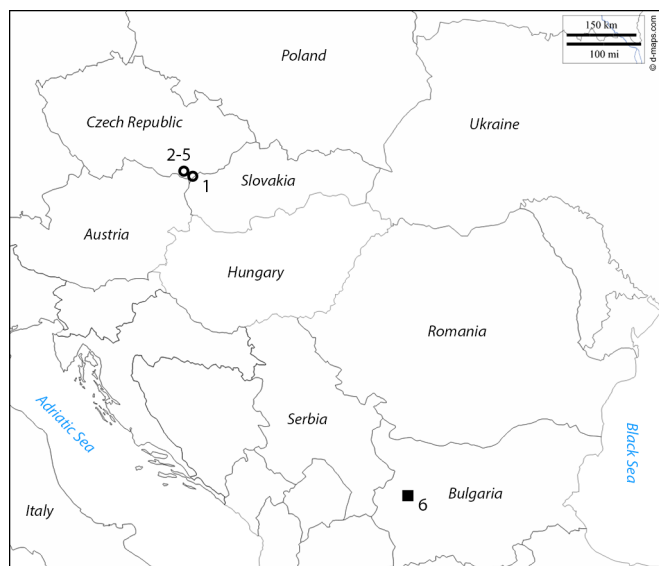 150 km
100 mi
© d-maps.com
Poland
Czech Republic
Ukraine
2-5
1
Slovakia
Austria
Hungary
Romania
Adriatic Sea
Serbia
Black Sea
Italy
6
Bulgaria